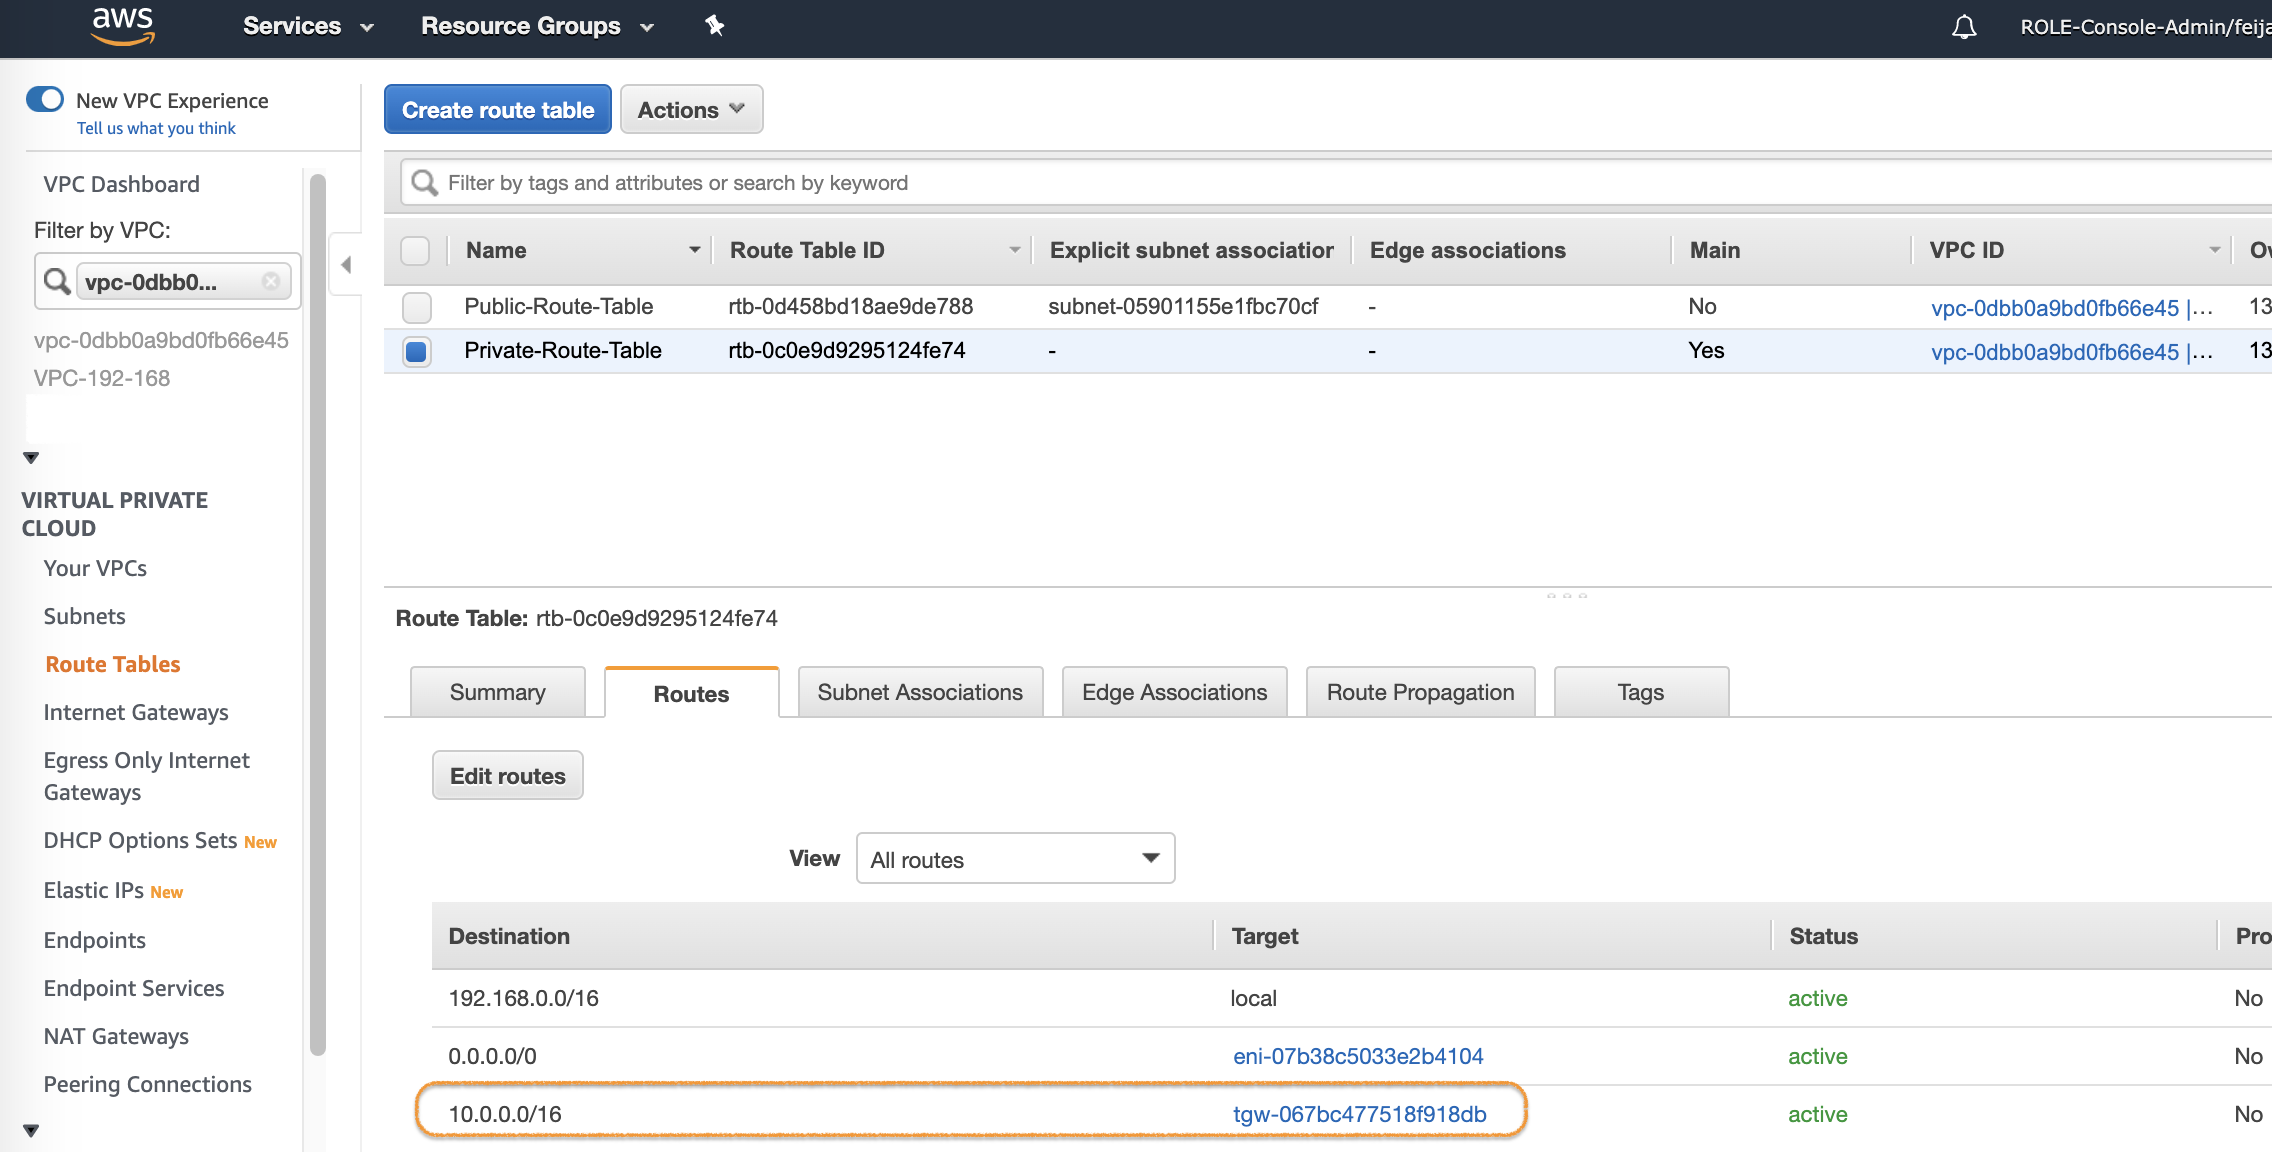 aws Services Resource Groups ROLE-Console-Admin/feija
New VPC Experience
Tell us what you think
VPC Dashboard
Filter by VPC:
vpc-0dbb0...
vpc-0dbb0a9bd0fb66e45
VPC-192-168
VIRTUAL PRIVATE
CLOUD
Your VPCs
Subnets
Route Tables
Internet Gateways
Egress Only Internet
Gateways
DHCP Options Sets New
Elastic IPs New
Endpoints
Endpoint Services
NAT Gateways
Peering Connections
Create route table Actions
Filter by tags and attributes or search by keyword
Name Route Table ID Explicit subnet association Edge associations Main VPC ID Ow
Public-Route-Table rtb-0d458bd18ae9de788 subnet-05901155e1fbc70cf - No vpc-0dbb0a9bd0fb66e45 |... 13
Private-Route-Table rtb-0c0e9d9295124fe74 - - Yes vpc-0dbb0a9bd0fb66e45 |... 13
Route Table: rtb-0c0e9d9295124fe74
Summary Routes Subnet Associations Edge Associations Route Propagation Tags
Edit routes
View All routes
Destination Target Status Pro
192.168.0.0/16 local active No
0.0.0.0/0 eni-07b38c5033e2b4104 active No
10.0.0.0/16 tgw-067bc477518f918db active No